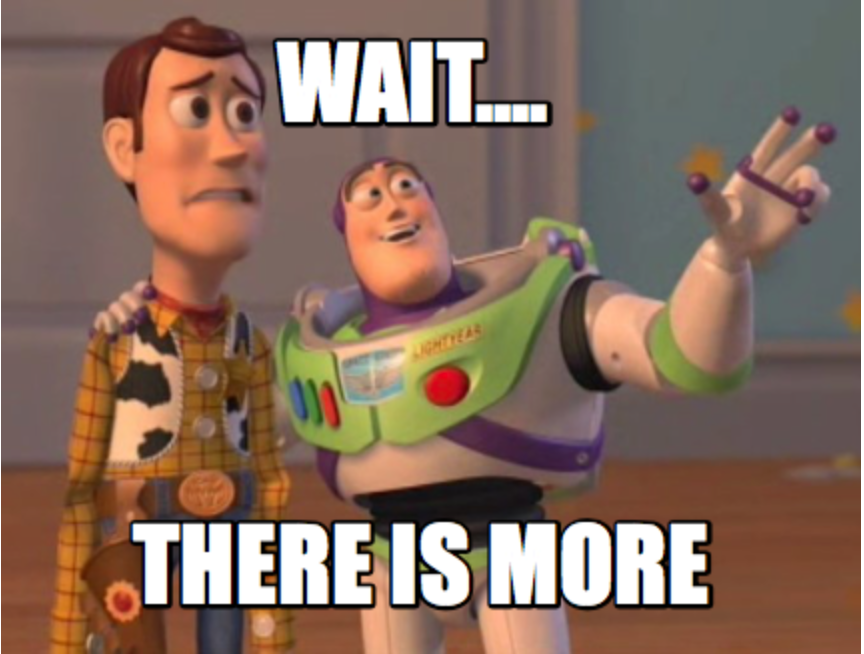 WAIT....
LIGHTYEAR
THERE IS MORE